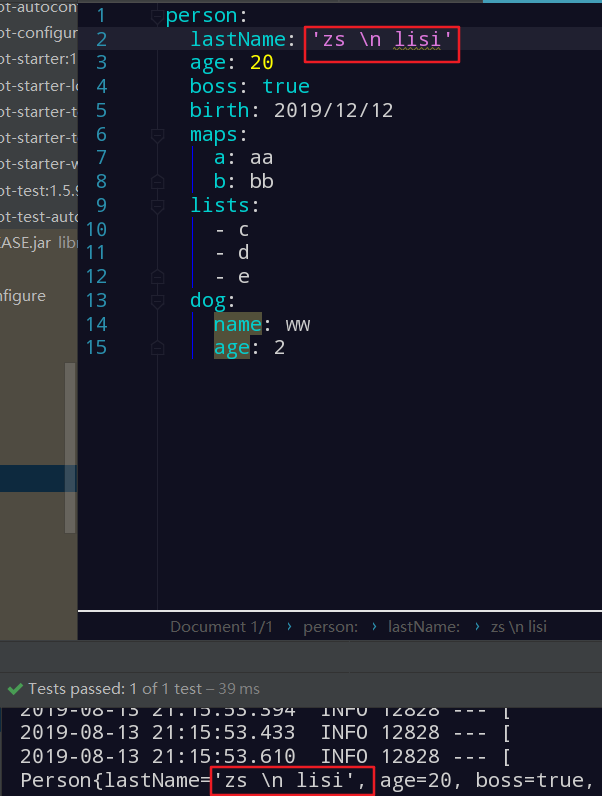 ot-autoconf
ot-configur
ot-starter:1
ot-starter-lo
ot-starter-t
ot-starter-to
ot-starter-w
ot-test:1.5.9
ot-test-auto
EASE.jar libr
nfigure
1 person:
2 lastName: 'zs \n lisi'
3 age: 20
4 boss: true
5 birth: 2019/12/12
6 maps:
7 a: aa
8 b: bb
9 lists:
10 - c
11 - d
12 - e
13 dog:
14 name: ww
15 age: 2
Document 1/1 › person: › lastName: › zs \n lisi
Tests passed: 1 of 1 test – 39 ms
2019-08-13 21:15:53.394 INFO 12828 --- [
2019-08-13 21:15:53.433 INFO 12828 --- [
2019-08-13 21:15:53.610 INFO 12828 --- [
Person{lastName='zs \n lisi', age=20, boss=true,